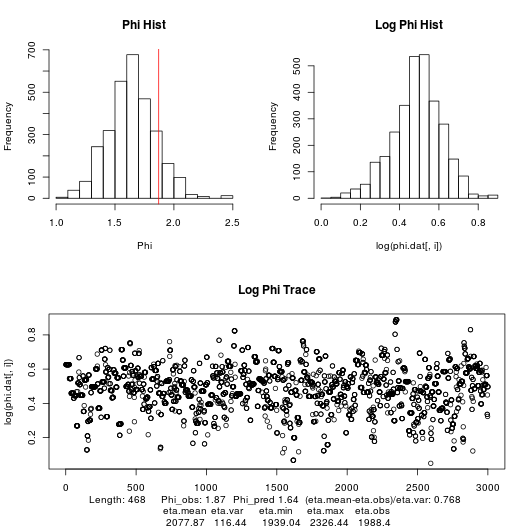 Phi Hist
Log Phi Hist
Frequency
0 100 300 500 700
1.0 1.5 2.0 2.5
Phi
Frequency
0 100 200 300 400 500
0.0 0.2 0.4 0.6 0.8
log(phi.dat[, i])
Log Phi Trace
log(phi.dat[, i])
0.2 0.4 0.6 0.8
0 500 1000 1500 2000 2500 3000
Length: 468 Phi_obs: 1.87 Phi_pred 1.64 (eta.mean-eta.obs)/eta.var: 0.768
eta.mean eta.var eta.min eta.max eta.obs
2077.87 116.44 1939.04 2326.44 1988.4